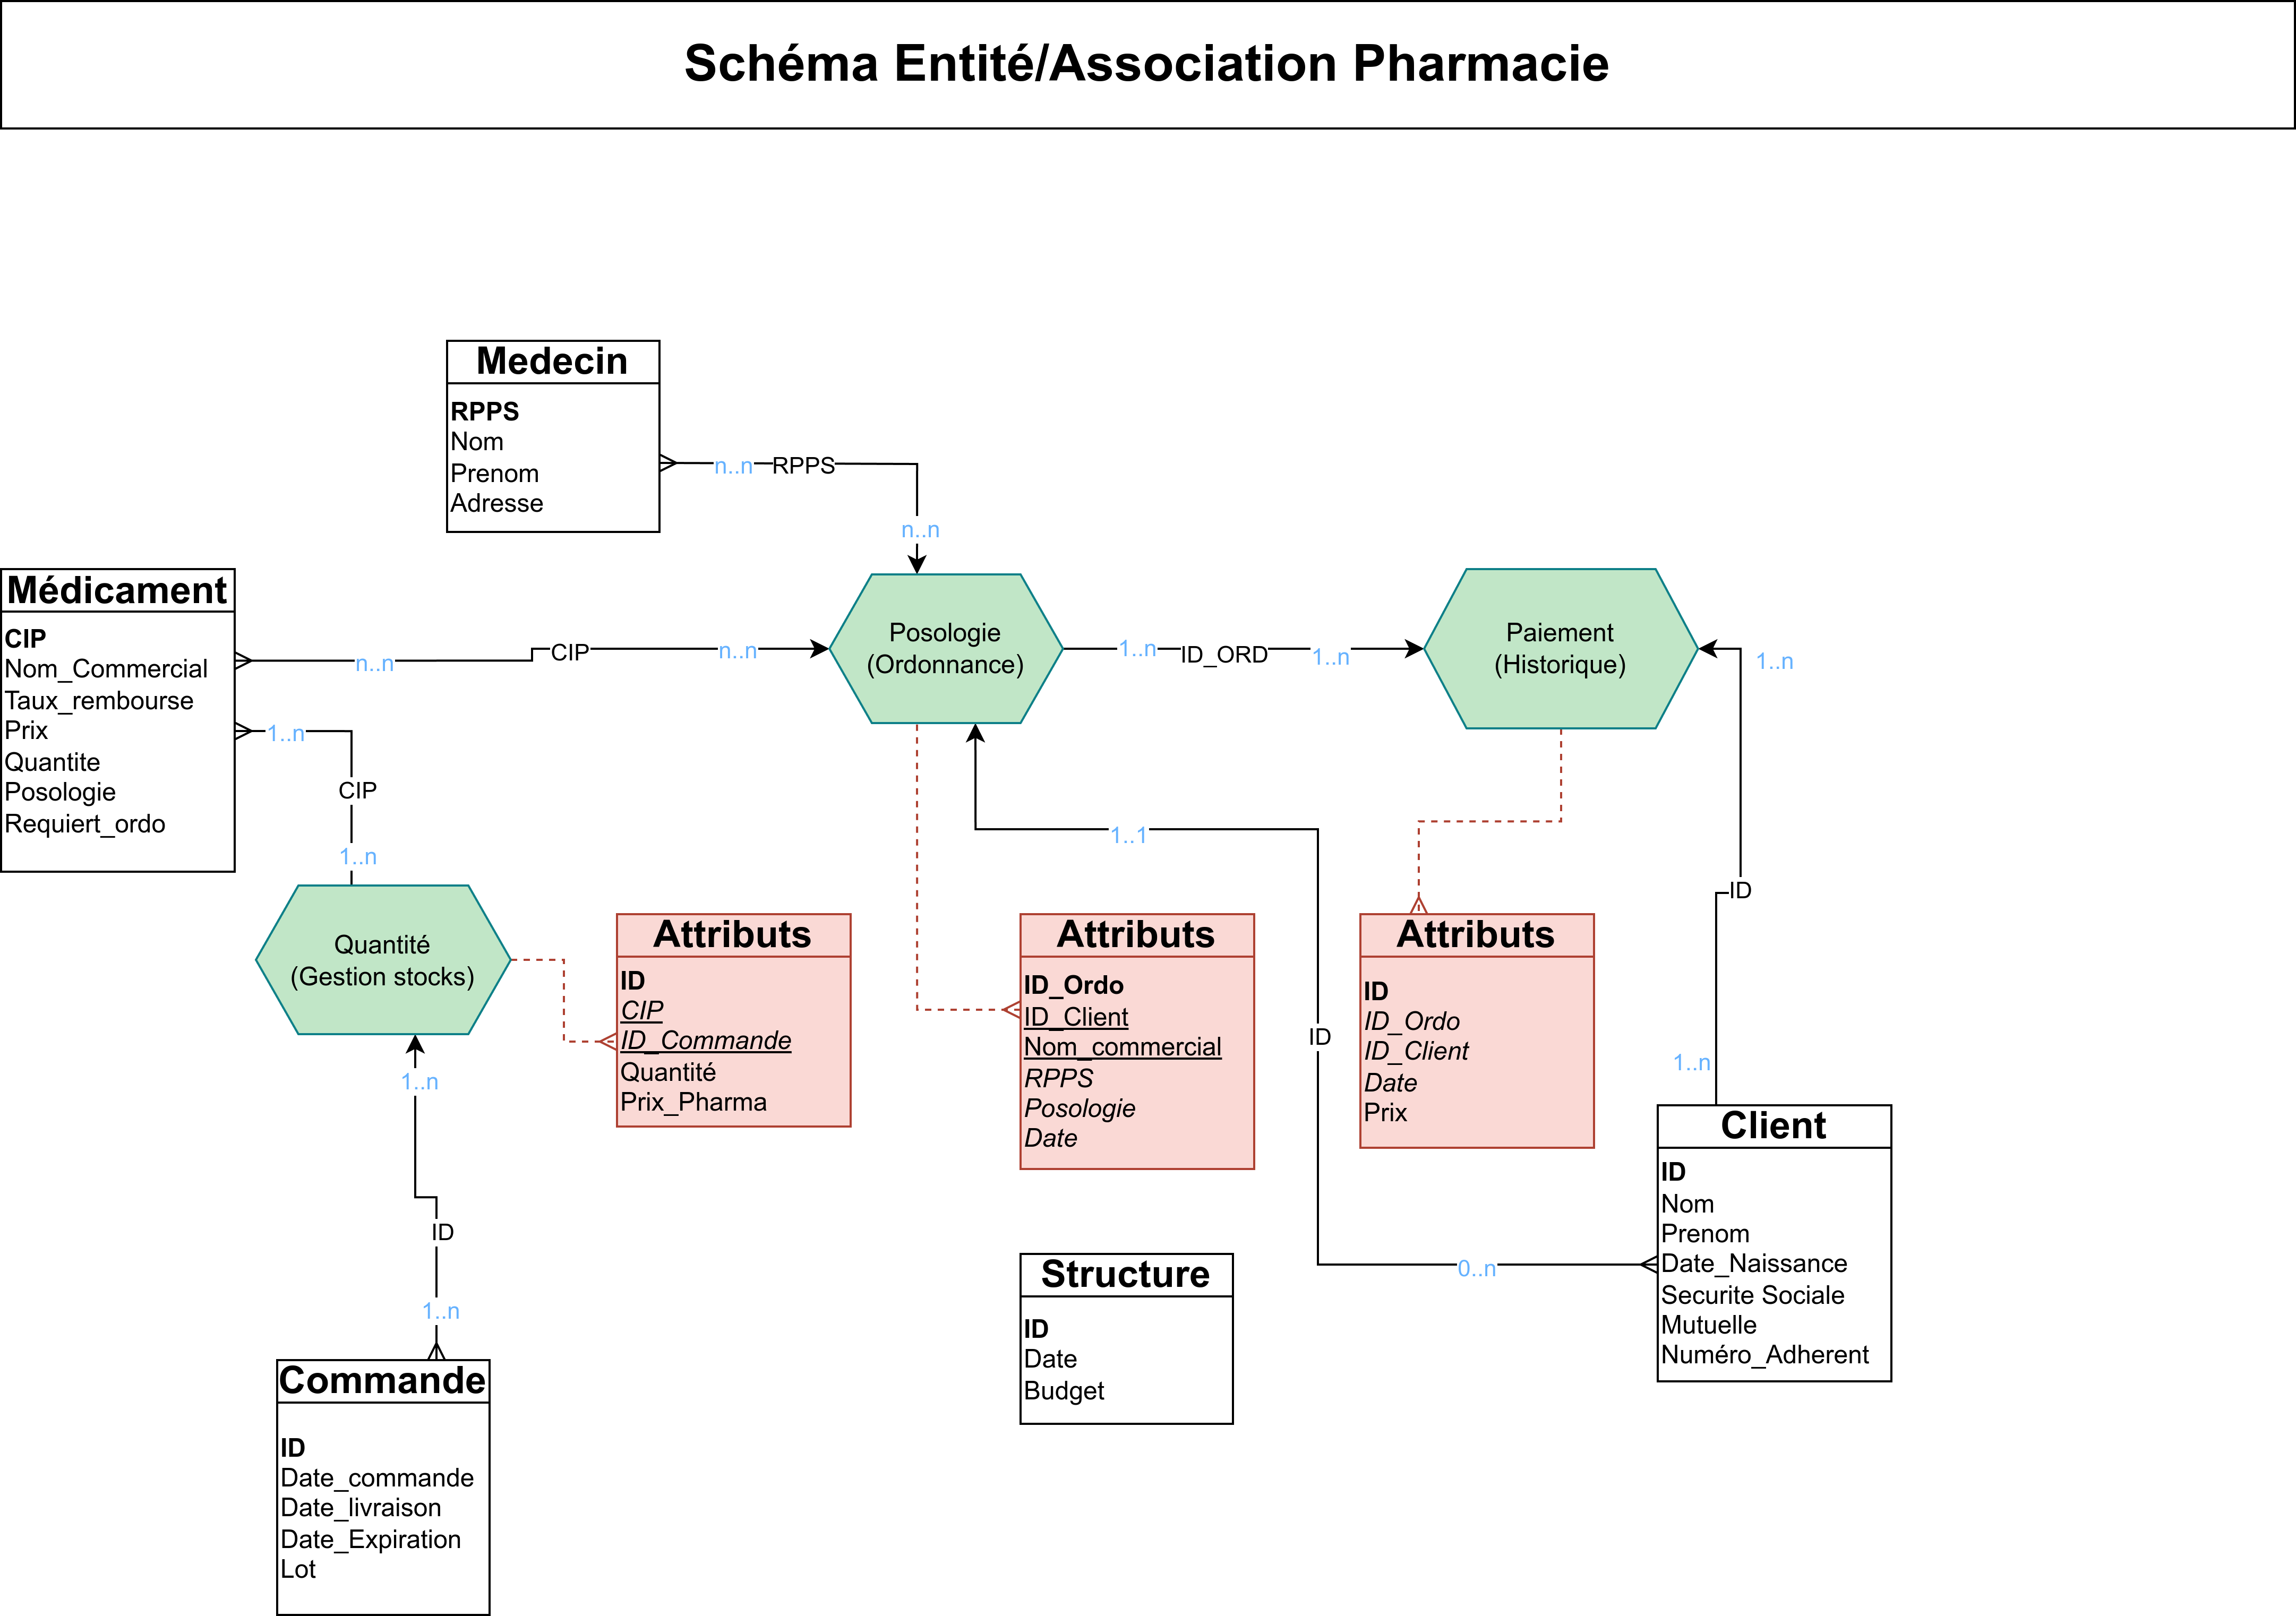 Schéma Entité/Association Pharmacie
Medecin
RPPS
Nom
Prenom
Adresse
n..n
RPPS
n..n
Médicament
CIP
Nom_Commercial
Taux_rembourse
Prix
Quantite
Posologie
Requiert_ordo
n..n
CIP
n..n
Posologie
(Ordonnance)
1..n
ID_ORD
1..n
Paiement
(Historique)
1..n
1..n
CIP
1..n
1..1
ID
Quantité
(Gestion stocks)
Attributs
ID
CIP
ID_Commande
Quantité
Prix_Pharma
Attributs
ID_Ordo
ID_Client
Nom_commercial
RPPS
Posologie
Date
ID
Attributs
ID
ID_Ordo
ID_Client
Date
Prix
1..n
1..n
ID
1..n
Client
ID
Nom
Prenom
Date_Naissance
Securite Sociale
Mutuelle
Numéro_Adherent
0..n
Structure
ID
Date
Budget
Commande
ID
Date_commande
Date_livraison
Date_Expiration
Lot